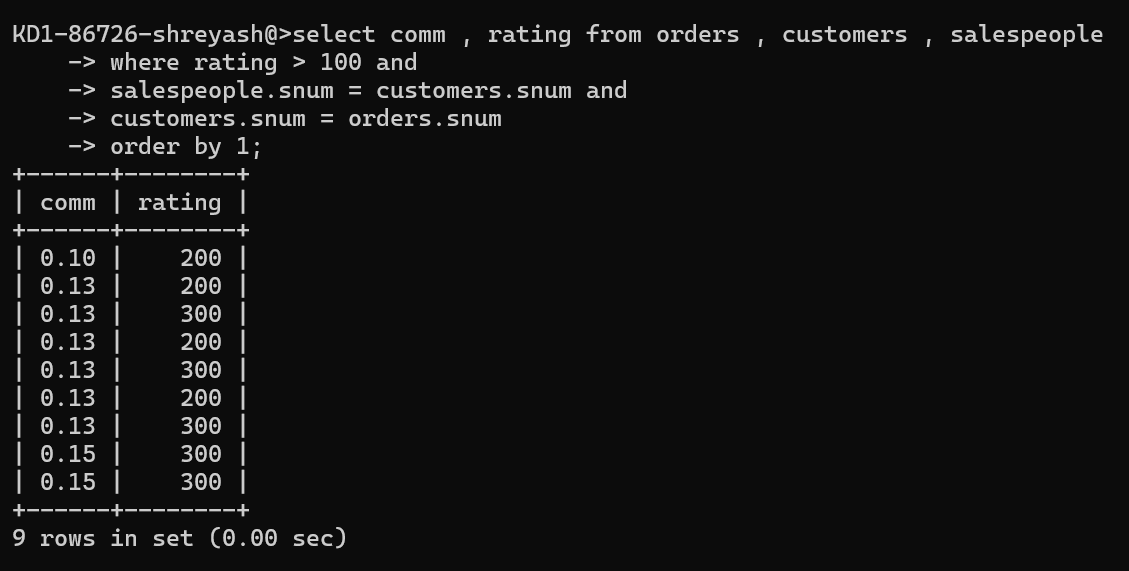 KD1-86726-shreyash@>select comm , rating from orders , customers , salespeople
    -> where rating > 100 and
    -> salespeople.snum = customers.snum and
    -> customers.snum = orders.snum
    -> order by 1;
+------+--------+
| comm | rating |
+------+--------+
| 0.10 |    200 |
| 0.13 |    200 |
| 0.13 |    300 |
| 0.13 |    200 |
| 0.13 |    300 |
| 0.13 |    200 |
| 0.13 |    300 |
| 0.15 |    300 |
| 0.15 |    300 |
+------+--------+
9 rows in set (0.00 sec)